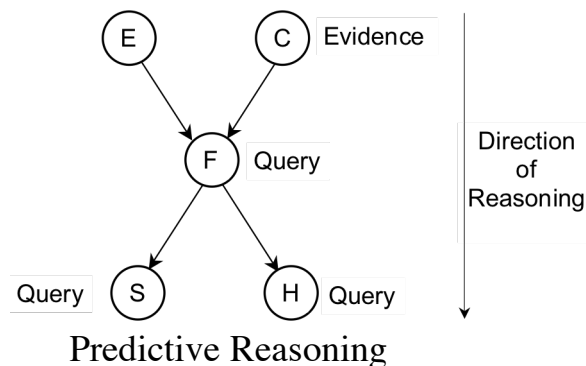 E
C
Evidence
F
Query
Direction
of
Reasoning
Query
S
H
Query
Predictive Reasoning